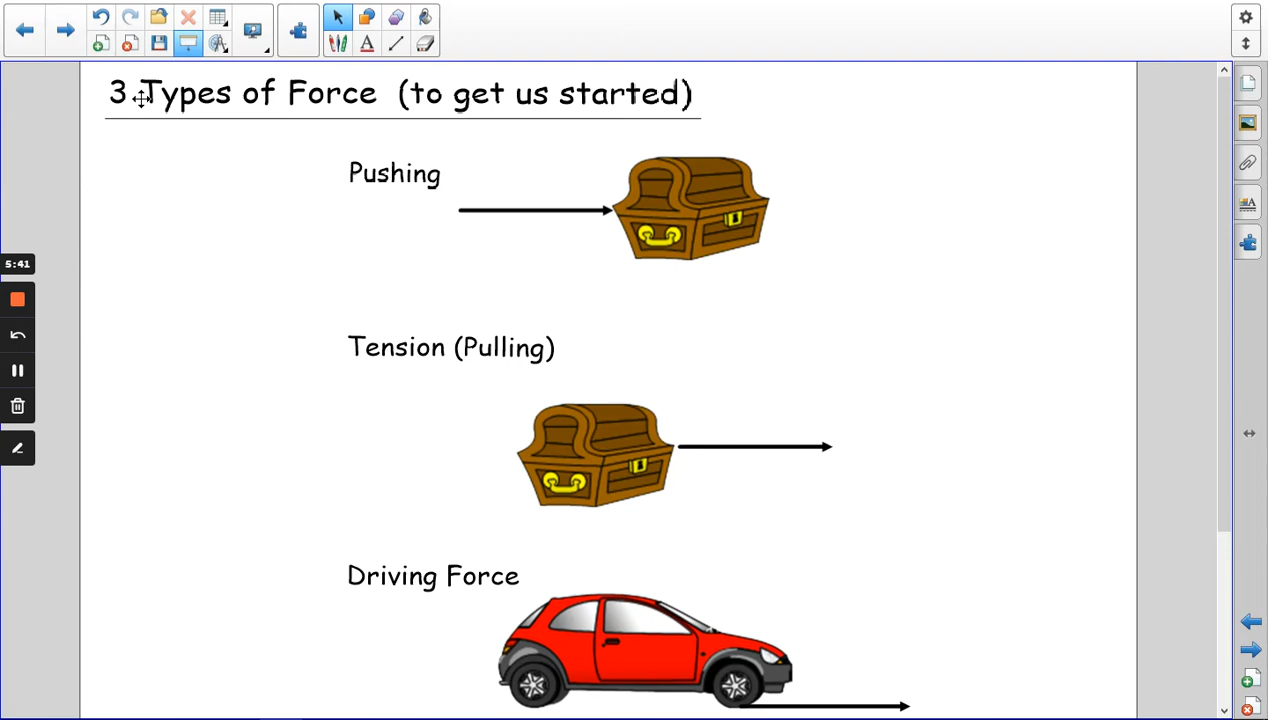 3 Types of Force (to get us started)
Pushing
5:41
Tension (Pulling)
Driving Force